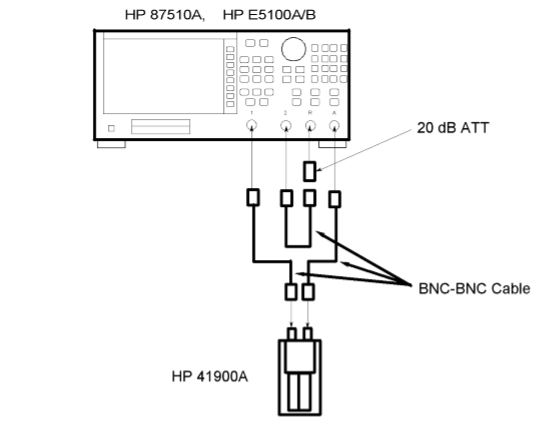 HP 87510A, HP E5100A/B
1 2 R A
20 dB ATT
BNC-BNC Cable
HP 41900A